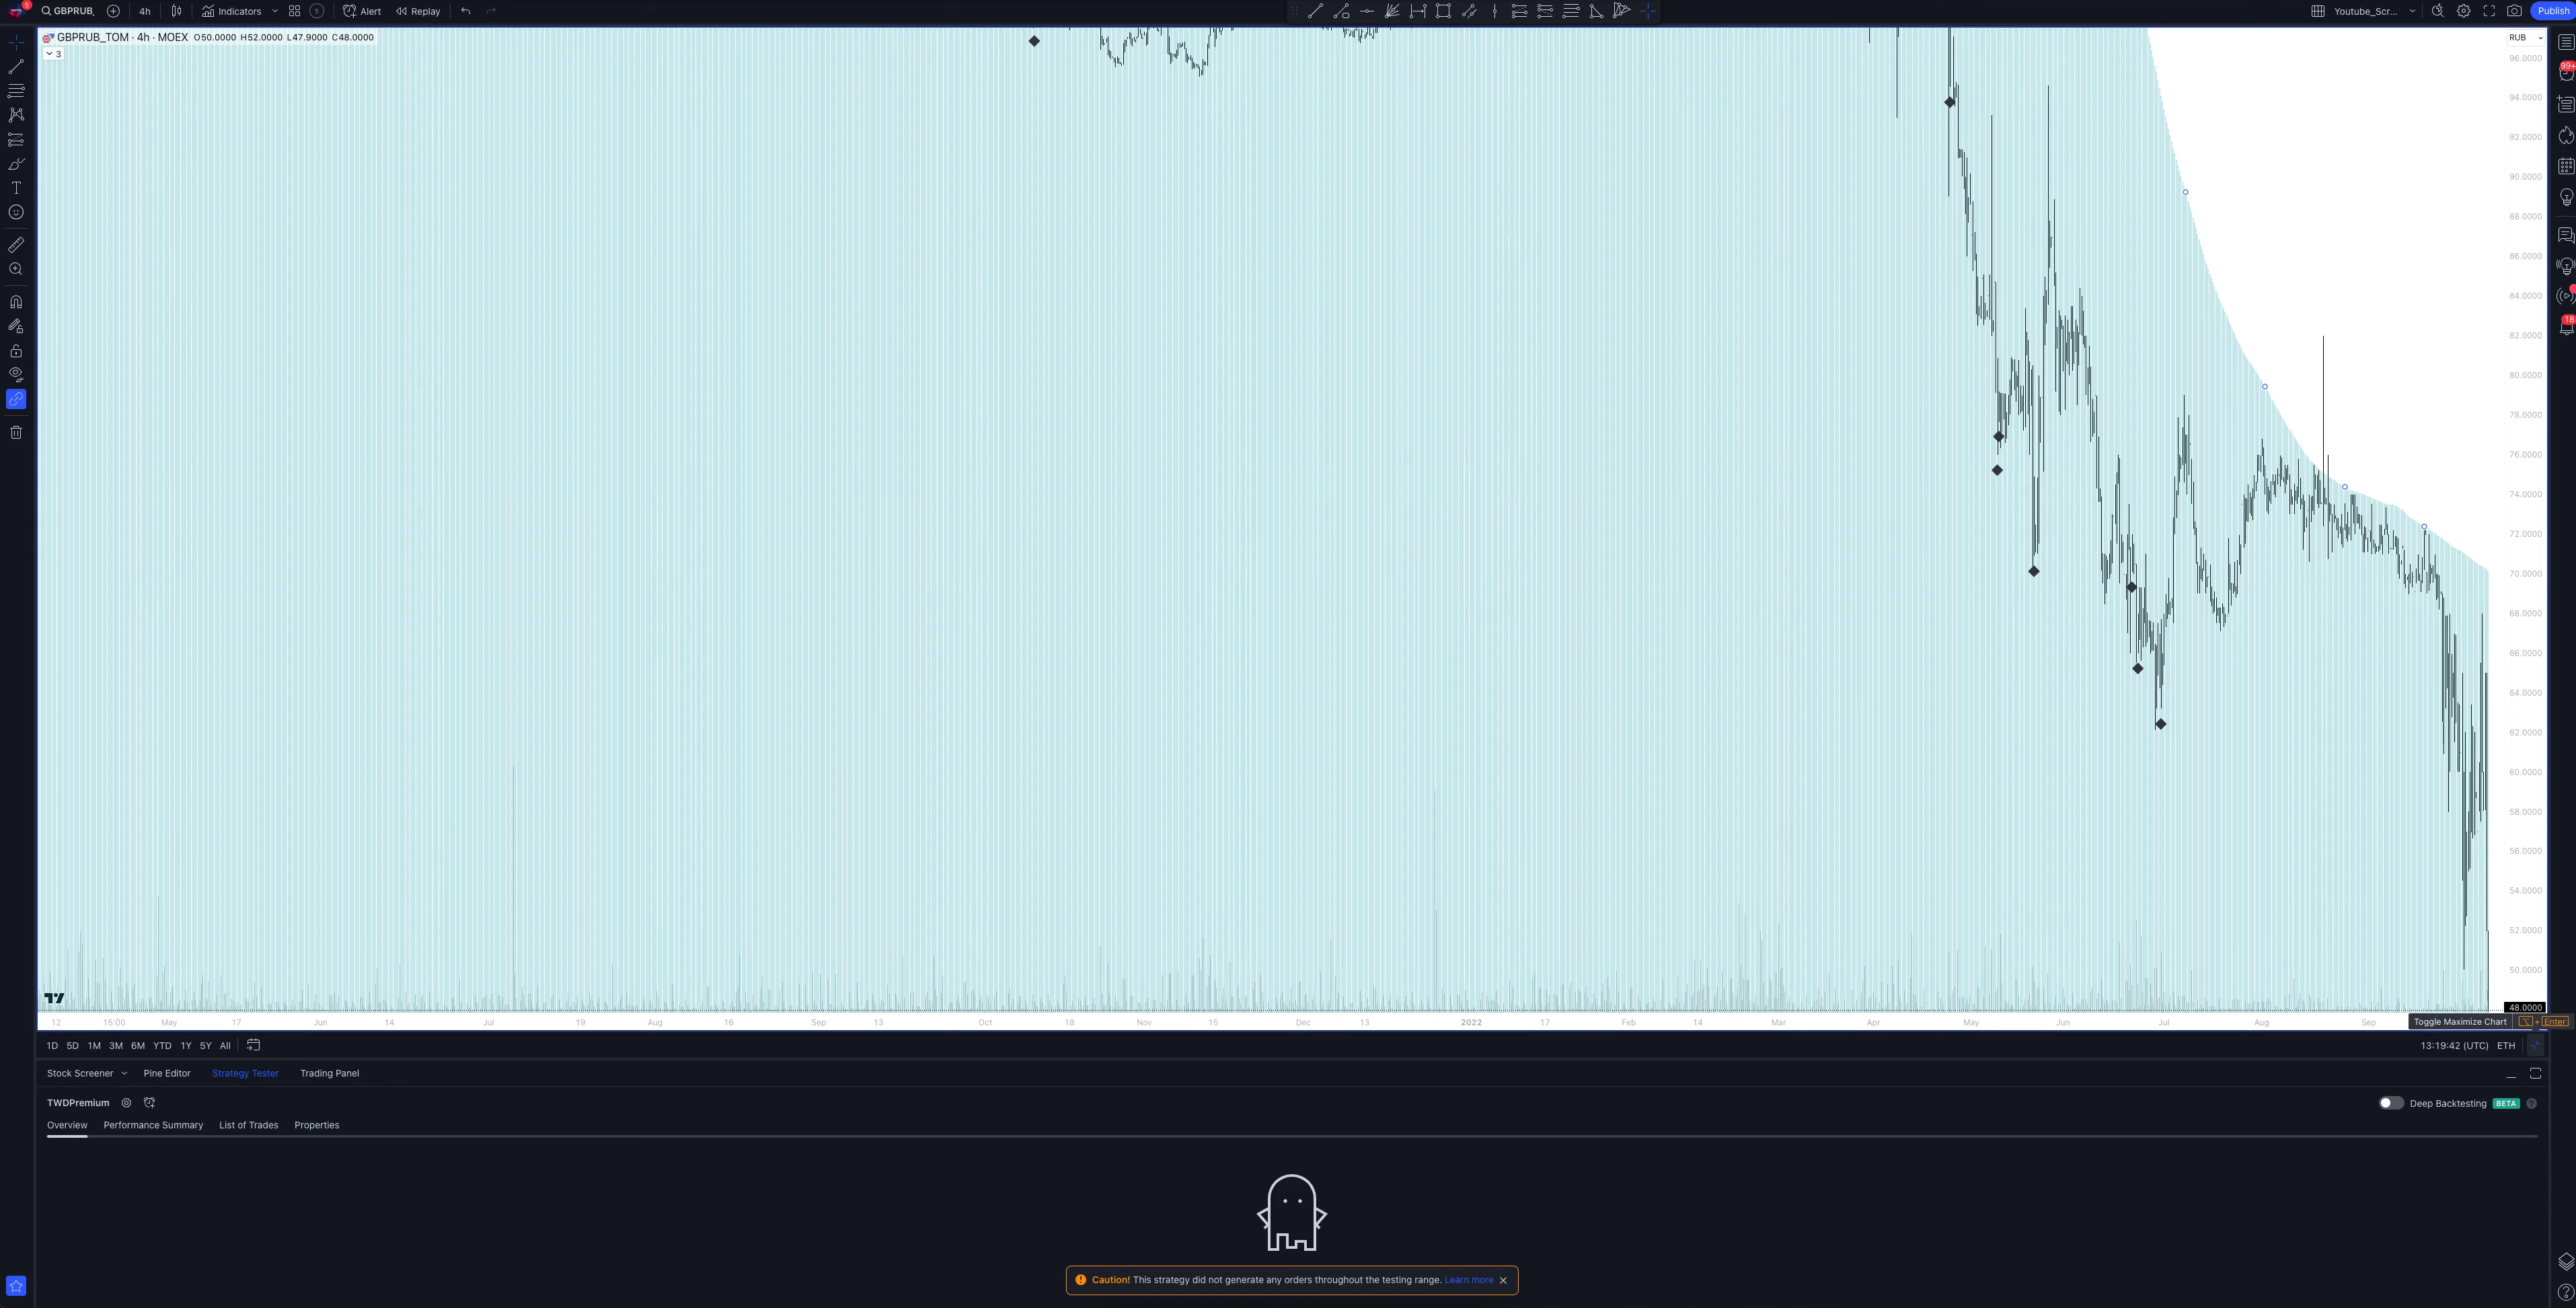 5
GBPRUB_
4h
Indicators
5
Alert
Replay
Youtube_Scr...
Publish
GBPRUB_TOM · 4h · MOEX O50.0000 H52.0000 L47.9000 C48.0000
3
RUB
96.0000
99+
94.0000
92.0000
90.0000
88.0000
86.0000
84.0000
18
82.0000
80.0000
78.0000
76.0000
74.0000
72.0000
70.0000
68.0000
66.0000
64.0000
62.0000
60.0000
58.0000
56.0000
54.0000
52.0000
50.0000
48.0000
12 15:00 May 17 Jun 14 Jul 19 Aug 16 Sep 13 Oct 18 Nov 15 Dec 13 2022 17 Feb 14 Mar Apr May Jun Jul Aug Sep
Toggle Maximize Chart ⌥ + Enter
1D 5D 1M 3M 6M YTD 1Y 5Y All
13:19:42 (UTC) ETH
Stock Screener Pine Editor Strategy Tester Trading Panel
TWDPremium
Deep Backtesting BETA
Overview Performance Summary List of Trades Properties
Caution! This strategy did not generate any orders throughout the testing range. Learn more